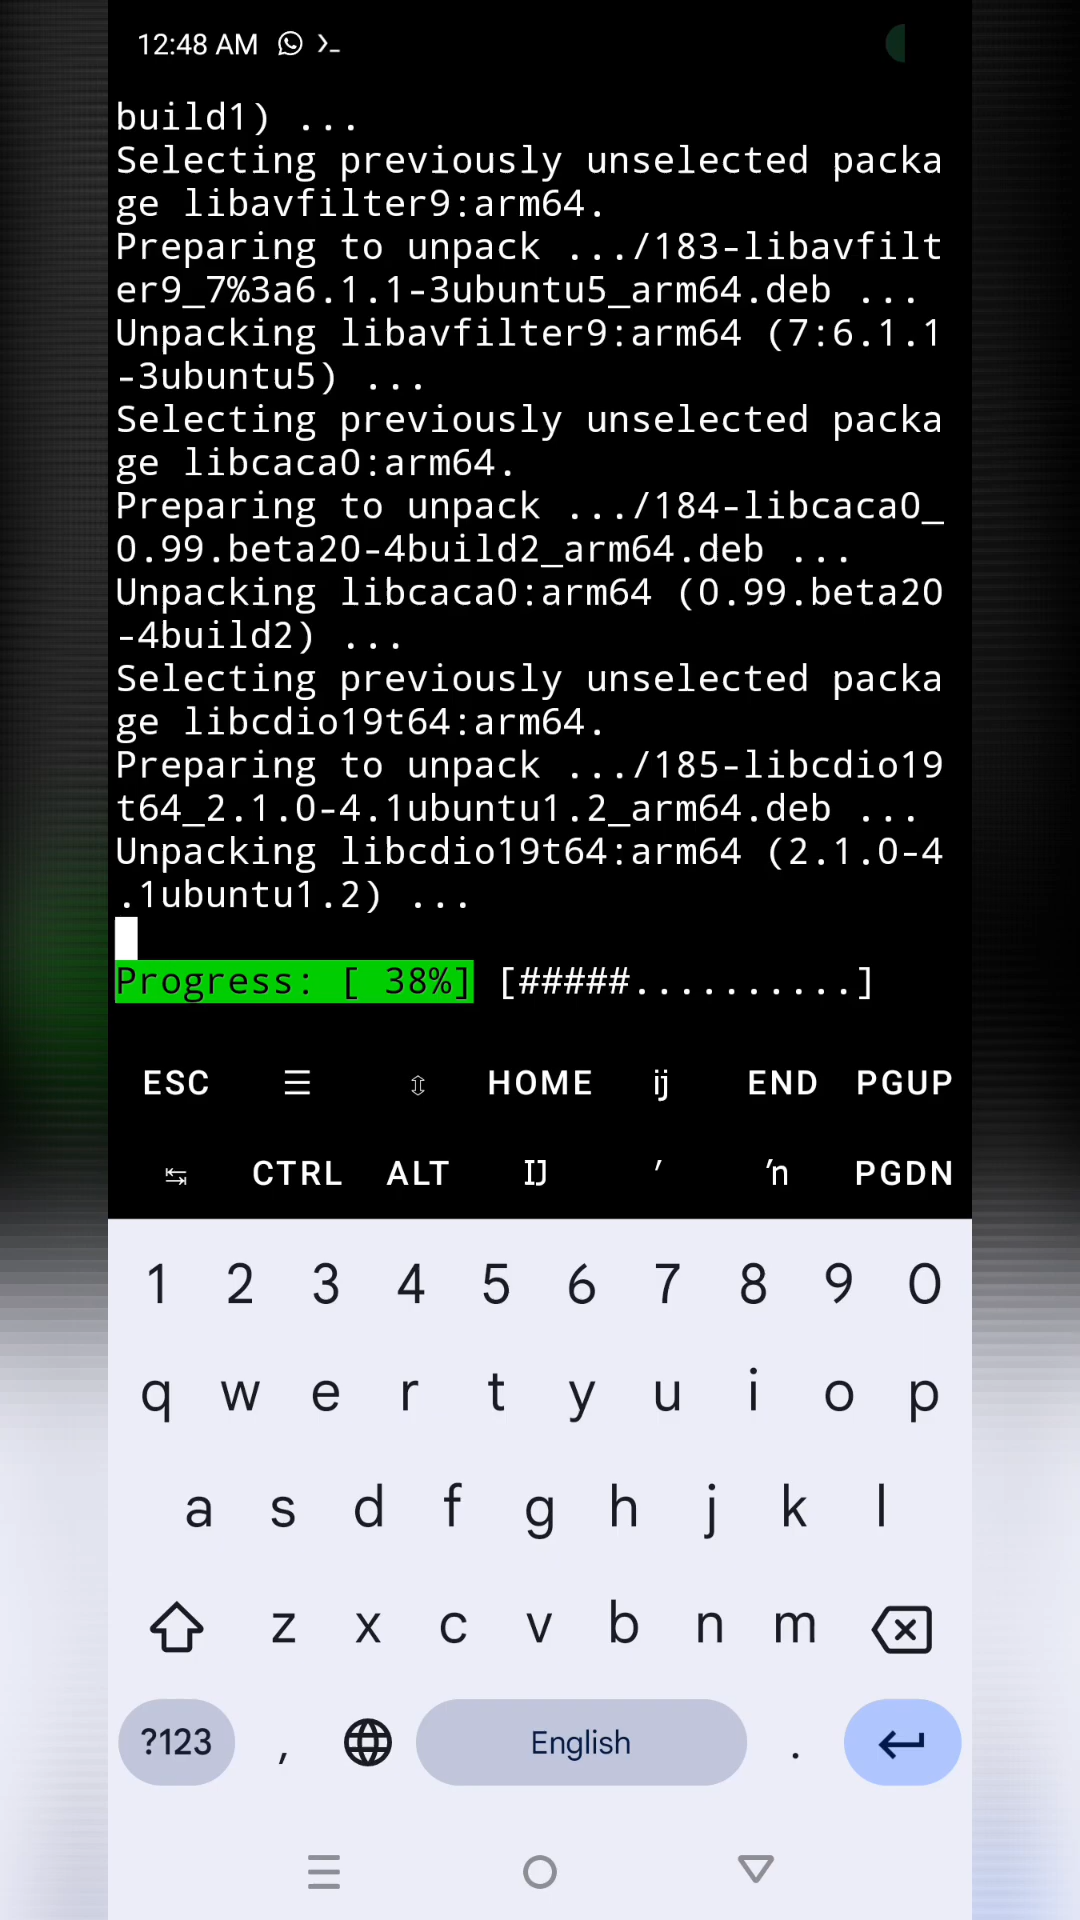 12:48 AM
build1) ...
Selecting previously unselected packa
ge libavfilter9:arm64.
Preparing to unpack .../183-libavfilt
er9_7%3a6.1.1-3ubuntu5_arm64.deb ...
Unpacking libavfilter9:arm64 (7:6.1.1
-3ubuntu5) ...
Selecting previously unselected packa
ge libcaca0:arm64.
Preparing to unpack .../184-libcaca0_
0.99.beta20-4build2_arm64.deb ...
Unpacking libcaca0:arm64 (0.99.beta20
-4build2) ...
Selecting previously unselected packa
ge libcdio19t64:arm64.
Preparing to unpack .../185-libcdio19
t64_2.1.0-4.1ubuntu1.2_arm64.deb ...
Unpacking libcdio19t64:arm64 (2.1.0-4
.1ubuntu1.2) ...
Progress: [ 38%] [#####..........]
ESC ☰ ⇳ HOME ĳ END PGUP
↹ CTRL ALT Ĳ ′ ŉ PGDN
1 2 3 4 5 6 7 8 9 0
q w e r t y u i o p
a s d f g h j k l
z x c v b n m
?123 , English .